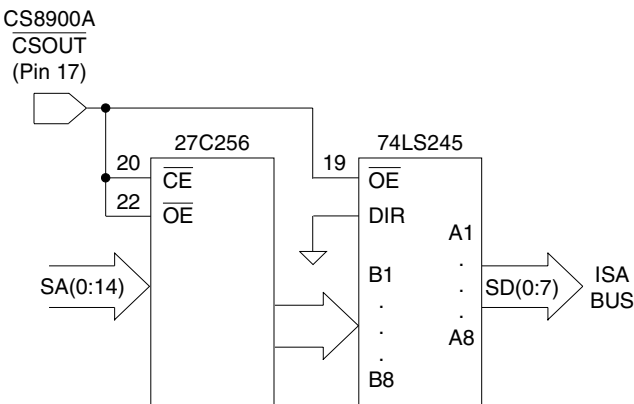 CS8900A
CSOUT
(Pin 17)
27C256
74LS245
20
CE
19
OE
22
OE
DIR
A1
.
.
.
A8
SA(0:14)
B1
.
.
.
B8
SD(0:7)
ISA
BUS